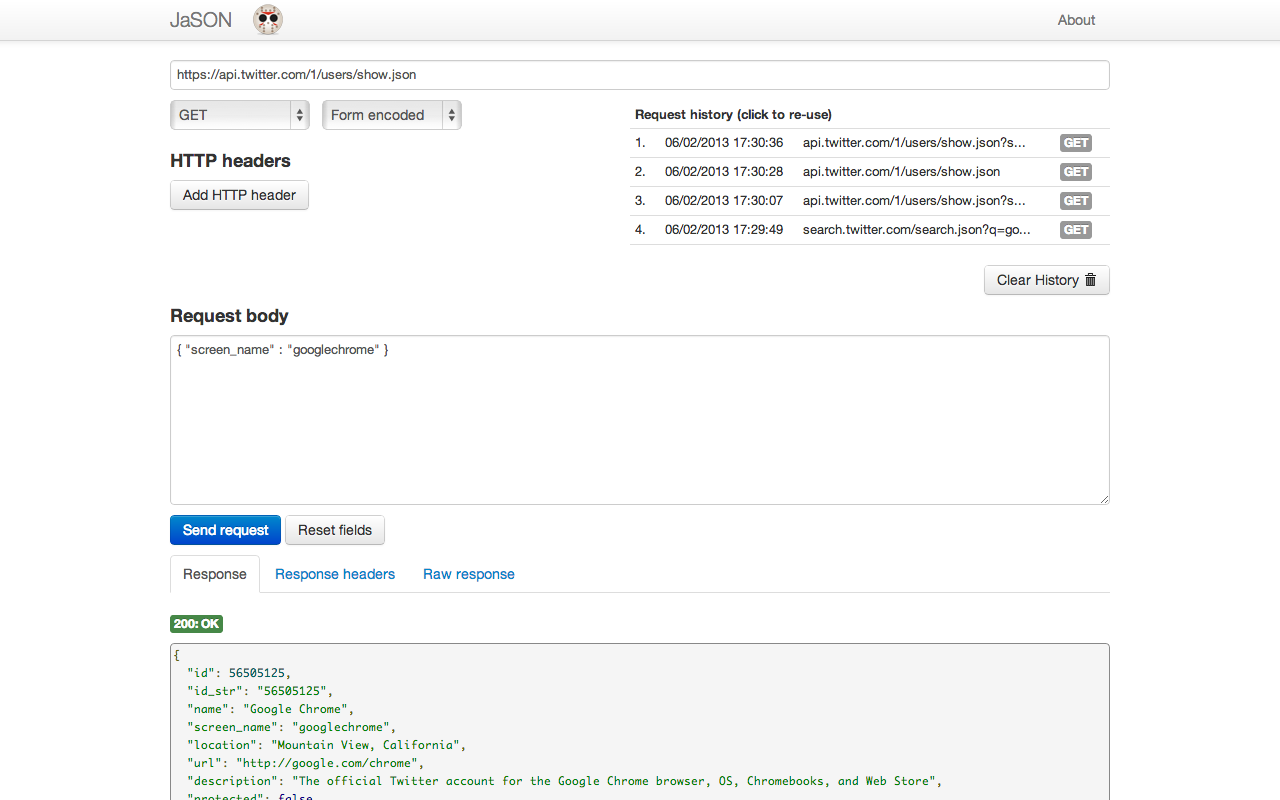 JaSON
About
https://api.twitter.com/1/users/show.json
GET
Form encoded
HTTP headers
Add HTTP header
Request history (click to re-use)
1. 06/02/2013 17:30:36 api.twitter.com/1/users/show.json?s... GET
2. 06/02/2013 17:30:28 api.twitter.com/1/users/show.json GET
3. 06/02/2013 17:30:07 api.twitter.com/1/users/show.json?s... GET
4. 06/02/2013 17:29:49 search.twitter.com/search.json?q=go... GET
Clear History
Request body
{ "screen_name" : "googlechrome" }
Send request
Reset fields
Response
Response headers
Raw response
200: OK
{
"id": 56505125,
"id_str": "56505125",
"name": "Google Chrome",
"screen_name": "googlechrome",
"location": "Mountain View, California",
"url": "http://google.com/chrome",
"description": "The official Twitter account for the Google Chrome browser, OS, Chromebooks, and Web Store",
"protected": false,